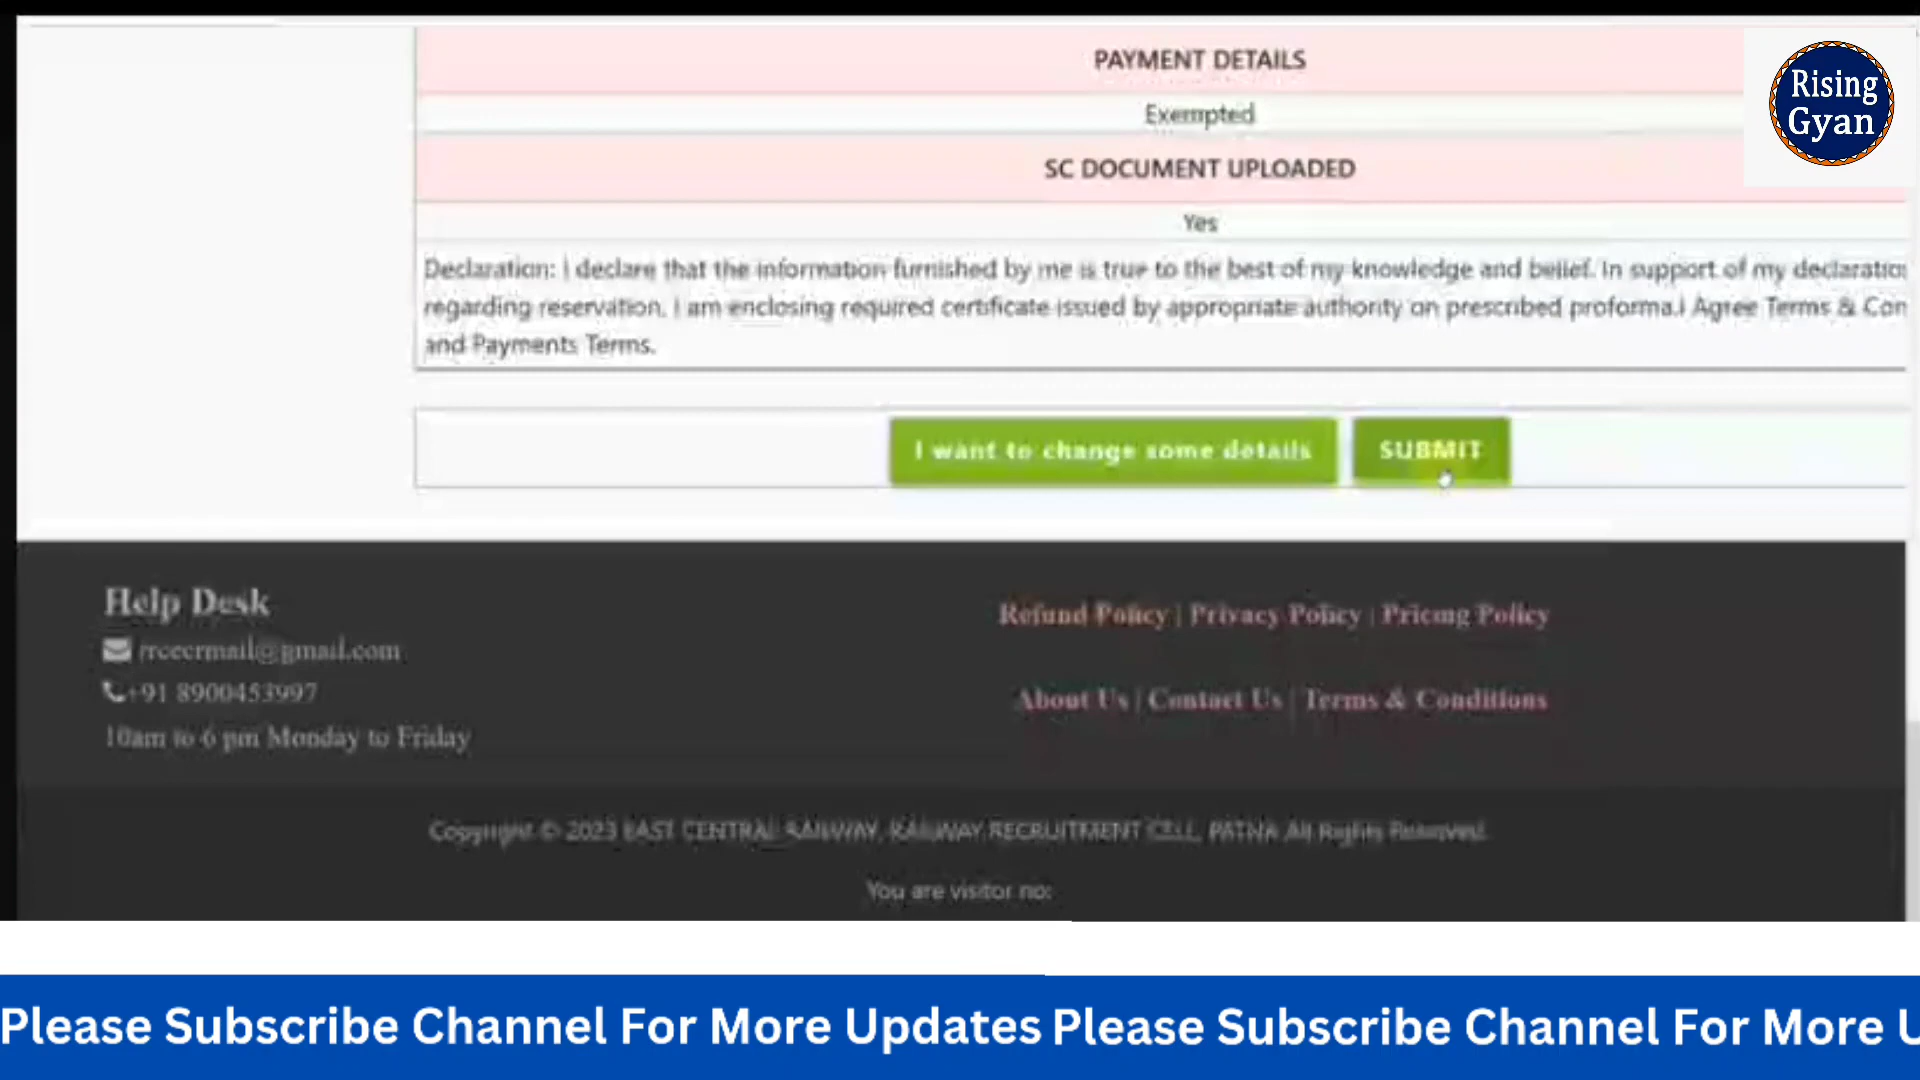 PAYMENT DETAILS
Rising
Gyan
Exempted
SC DOCUMENT UPLOADED
Yes
Declaration: I declare that the information furnished by me is true to the best of my knowledge and belief. In support of my declaratio
regarding reservation, I am enclosing required certificate issued by appropriate authority on prescribed proforma.I Agree Terms & Con
and Payments Terms.
I want to change some details
SUBMIT
Help Desk
rrcecrmail@gmail.com
+91 8900453997
10am to 6 pm Monday to Friday
Refund Policy | Privacy Policy | Pricing Policy
About Us | Contact Us | Terms & Conditions
Copyright © 2023 EAST CENTRAL RAILWAY, RAILWAY RECRUITMENT CELL, PATNA All Rights Reserved.
You are visitor no:
Please Subscribe Channel For More Updates Please Subscribe Channel For More U